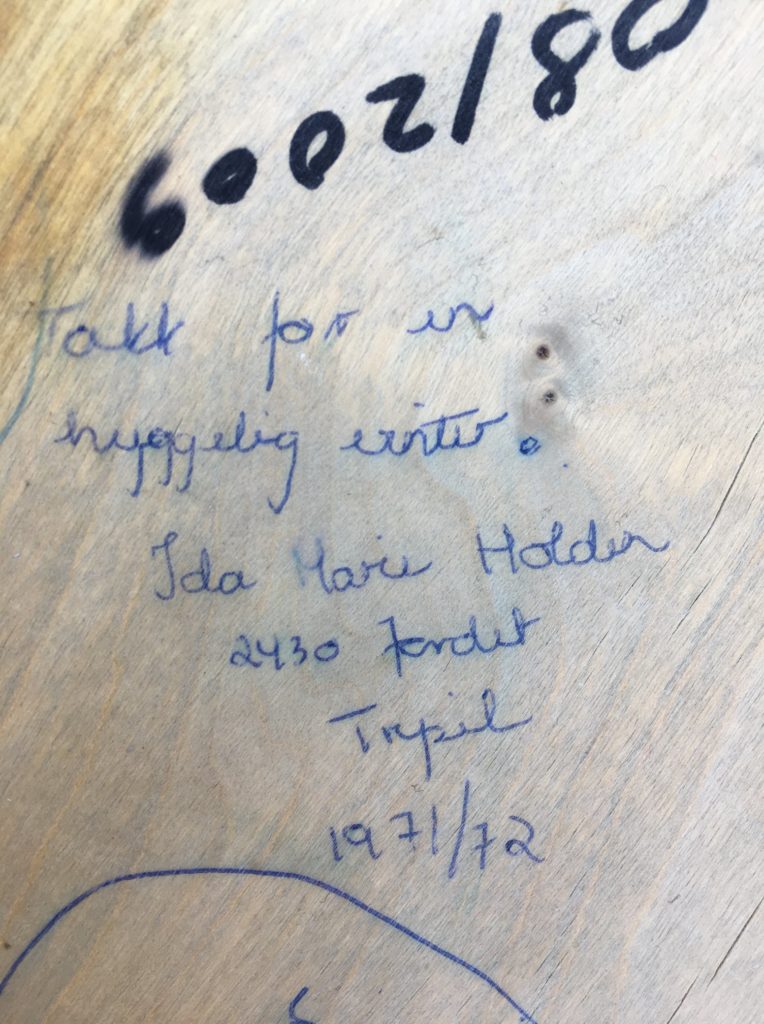 6002/80
Takk for en
hyggelig vinter.
Ida Marie Holden
2430 Jordet
Trysil
1971/72